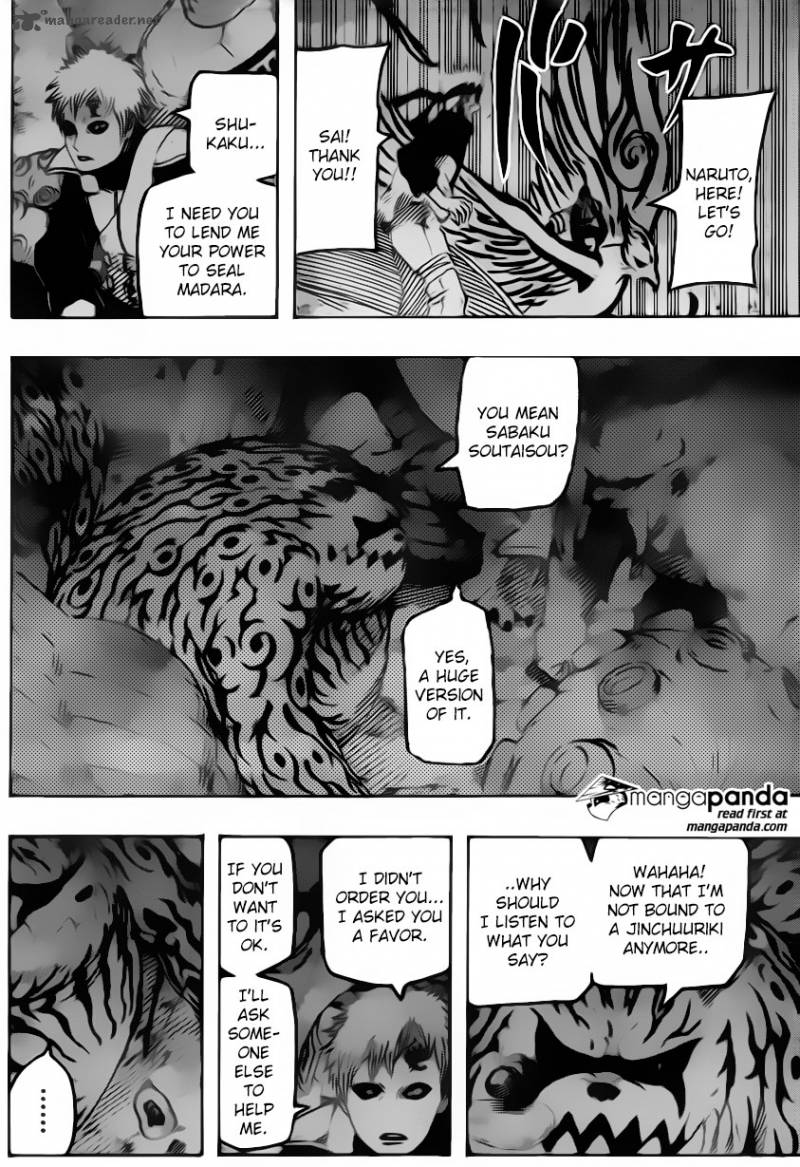 mangareader.net
NARUTO,
HERE!
LET'S
GO!
ザ
ド
SAI!
THANK
YOU!!
SHU-
KAKU...
I NEED YOU
TO LEND ME
YOUR POWER
TO SEAL
MADARA.
YOU MEAN
SABAKU
SOUTAISOU?
YES,
A HUGE
VERSION
OF IT.
mangapanda
read first at
mangapanda.com
WAHAHA!
NOW THAT I'M
NOT BOUND TO
A JINCHUURIKI
ANYMORE..
..WHY
SHOULD
I LISTEN TO
WHAT YOU
SAY?
I DIDN'T
ORDER YOU...
I ASKED YOU
A FAVOR.
IF YOU
DON'T
WANT
TO IT'S
OK.
I'LL
ASK
SOME-
ONE
ELSE
TO
HELP
ME.
......